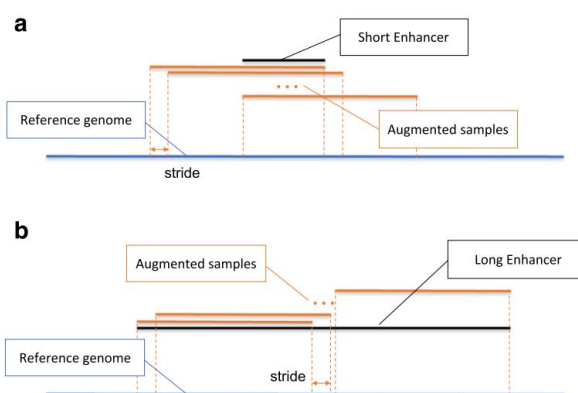 a
Short Enhancer
Reference genome
Augmented samples
stride
b
Augmented samples
Long Enhancer
Reference genome
stride